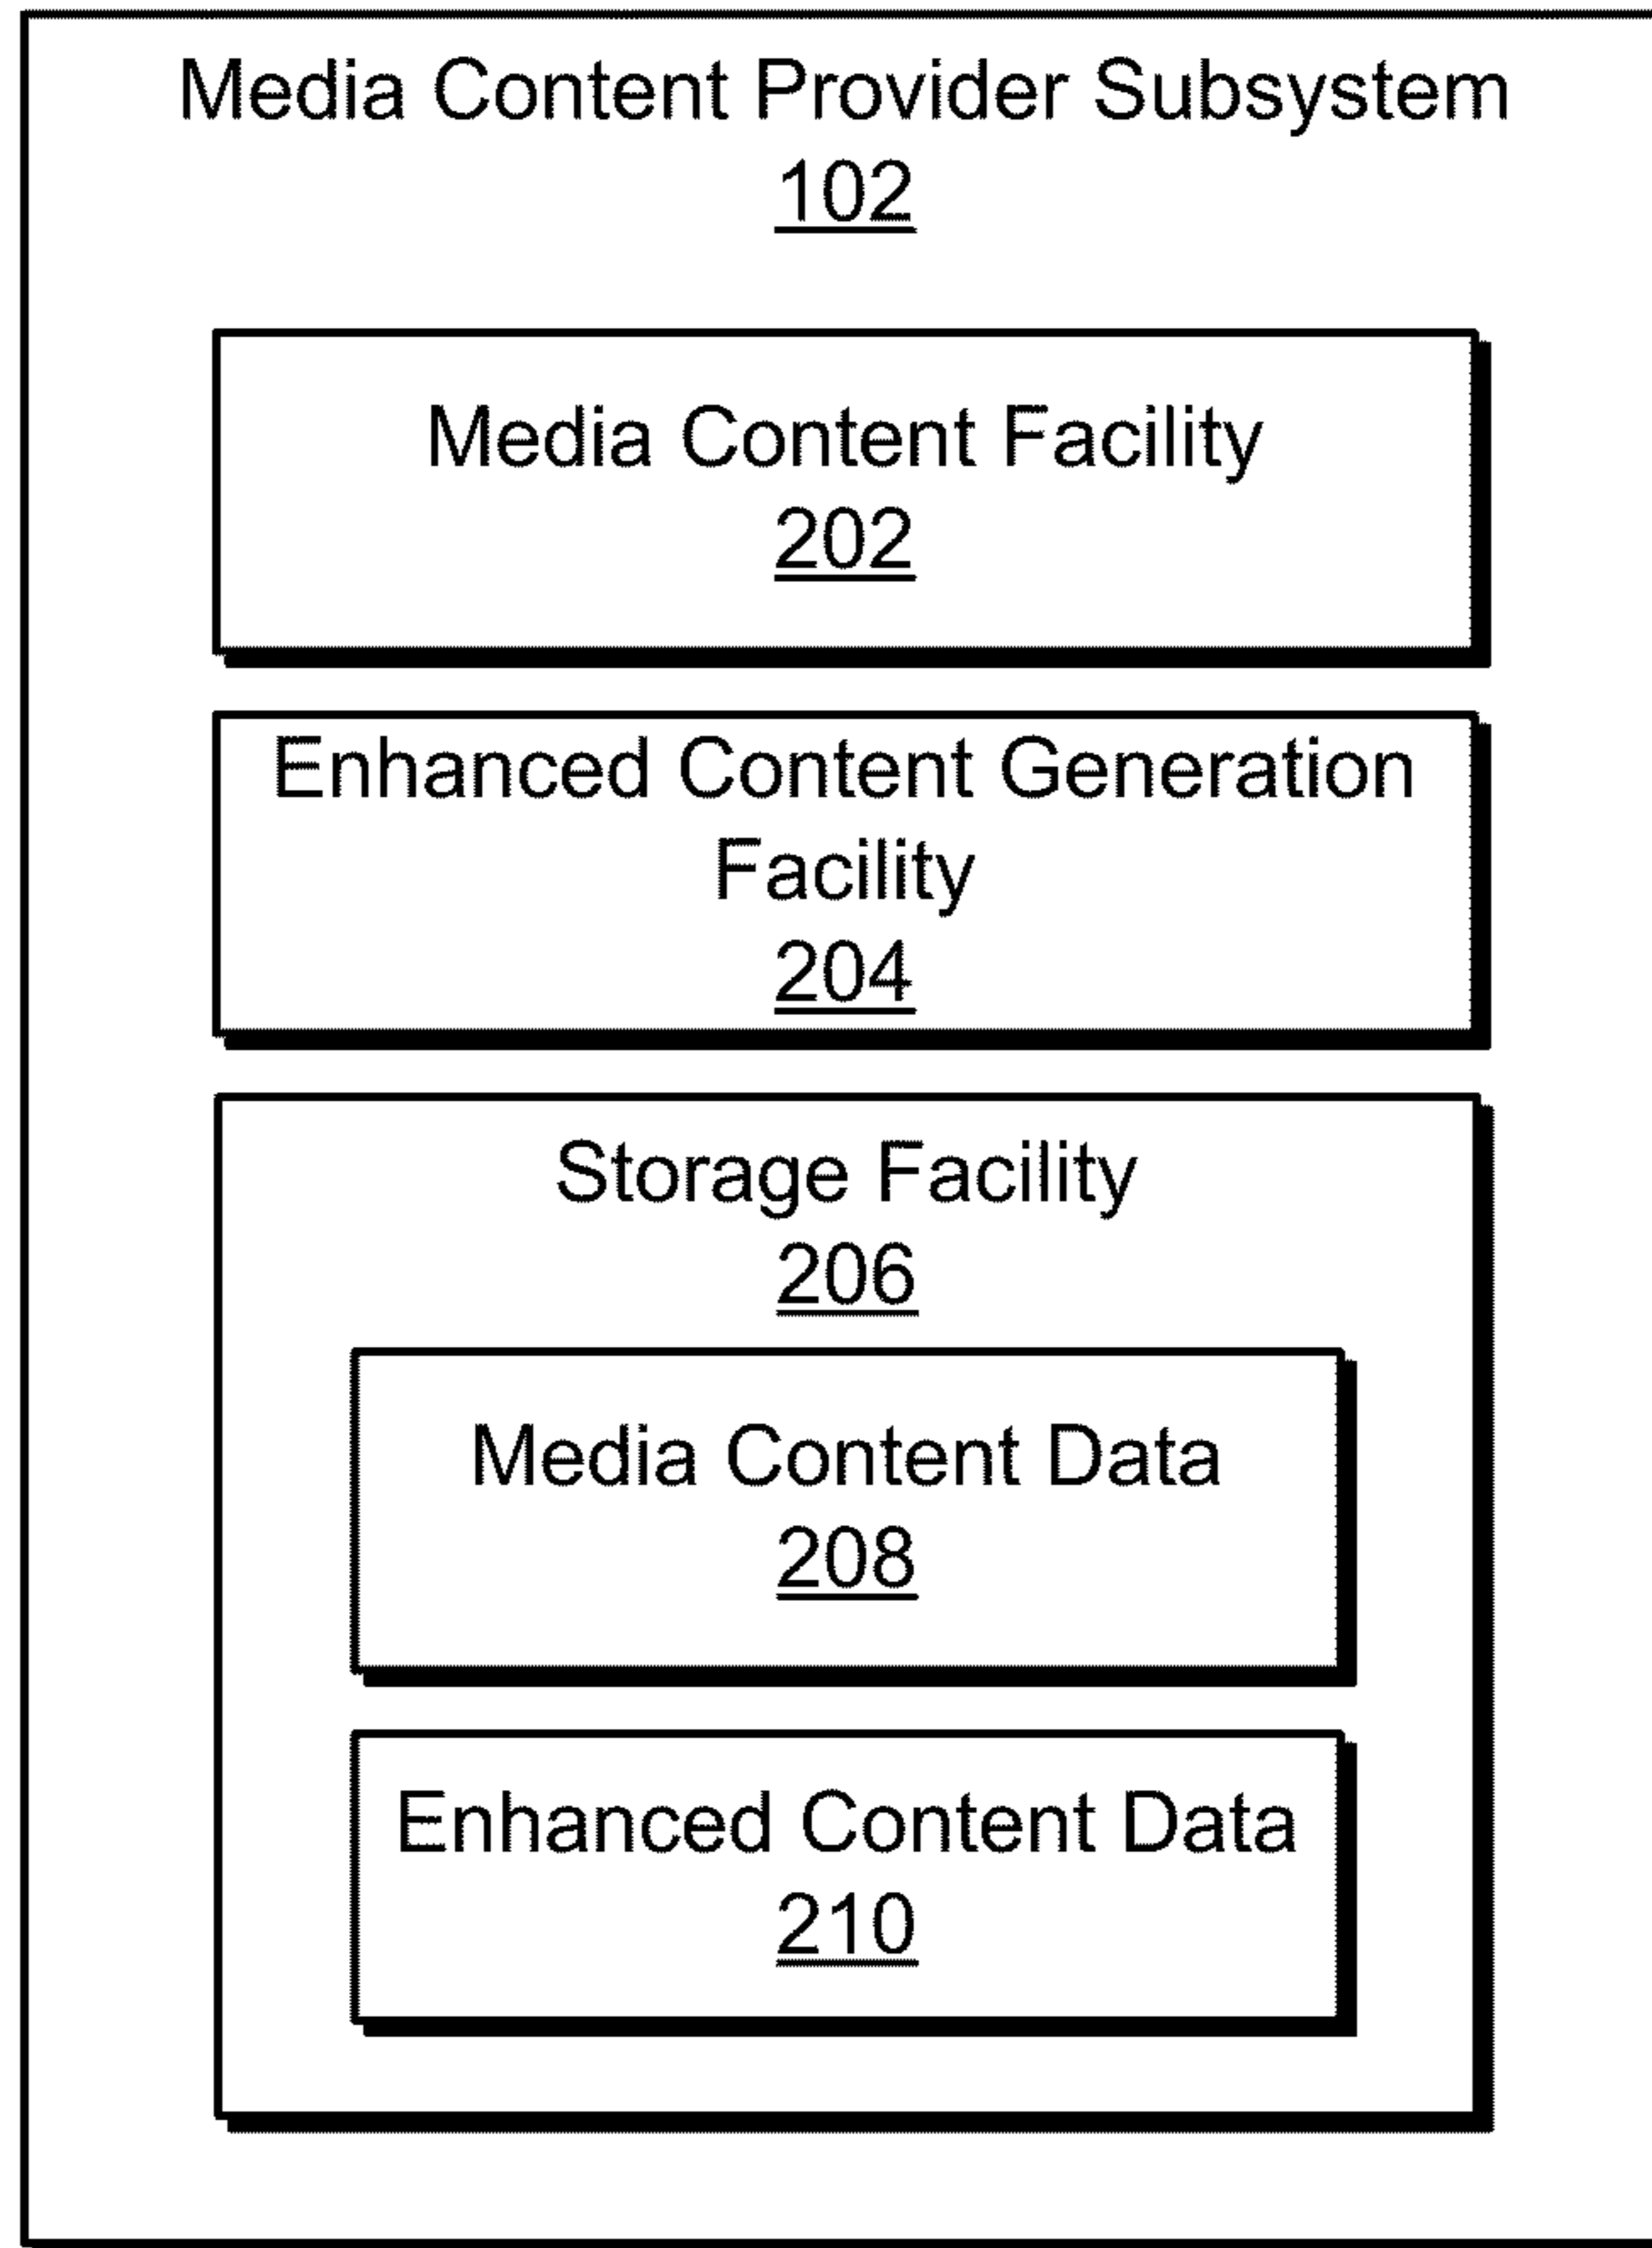 Media Content Provider Subsystem
102
Media Content Facility
202
Enhanced Content Generation
Facility
204
Storage Facility
206
Media Content Data
208
Enhanced Content Data
210